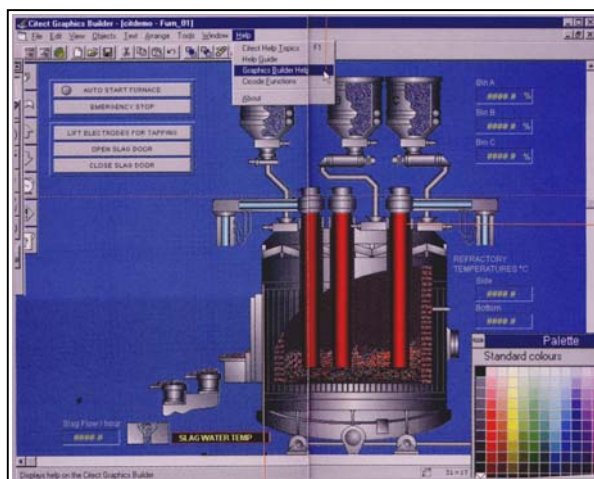 Citect Graphics Builder - [citdemo - Furn_01]
File Edit View Objects Text Arrange Tools Window Help
Citect Help Topics F1
Help Guide
Graphics Builder Help
Cicode Functions
About
AUTO START FURNACE
EMERGENCY STOP
LIFT ELECTRODES FOR TAPPING
OPEN SLAG DOOR
CLOSE SLAG DOOR
Bin A
####.# %
Bin B
####.# %
Bin C
####.# %
REFRACTORY
TEMPERATURES °C
Side
####.#
Bottom
####.#
Palette
Standard colours
Slag Flow / hour
####.#
SLAG WATER TEMP
Displays help on the Citect Graphics Builder